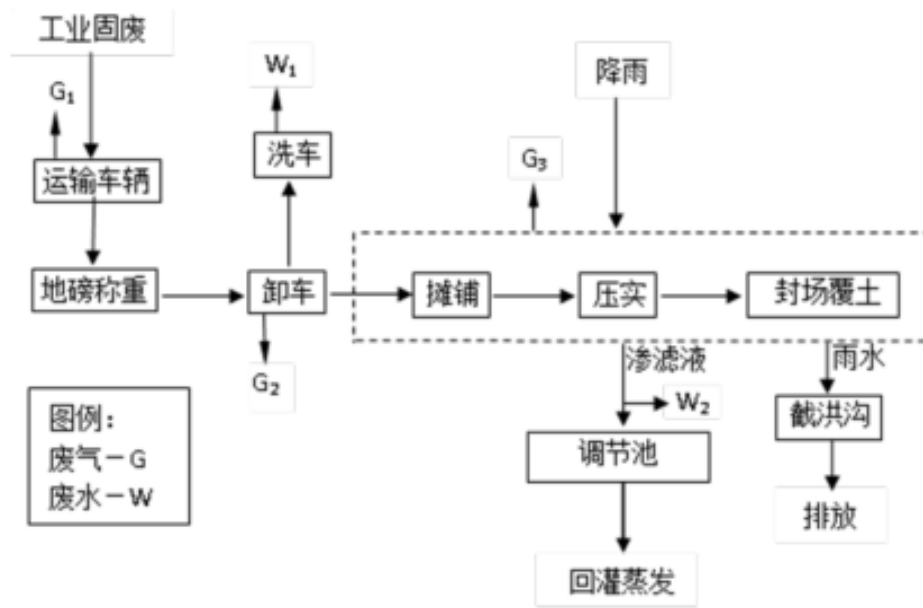 工业固废
G₁
W₁
降雨
洗车
G₃
运输车辆
地磅称重
卸车
摊铺
压实
封场覆土
G₂
渗滤液
雨水
W₂
截洪沟
调节池
排放
回灌蒸发
图例：
废气－G
废水－W